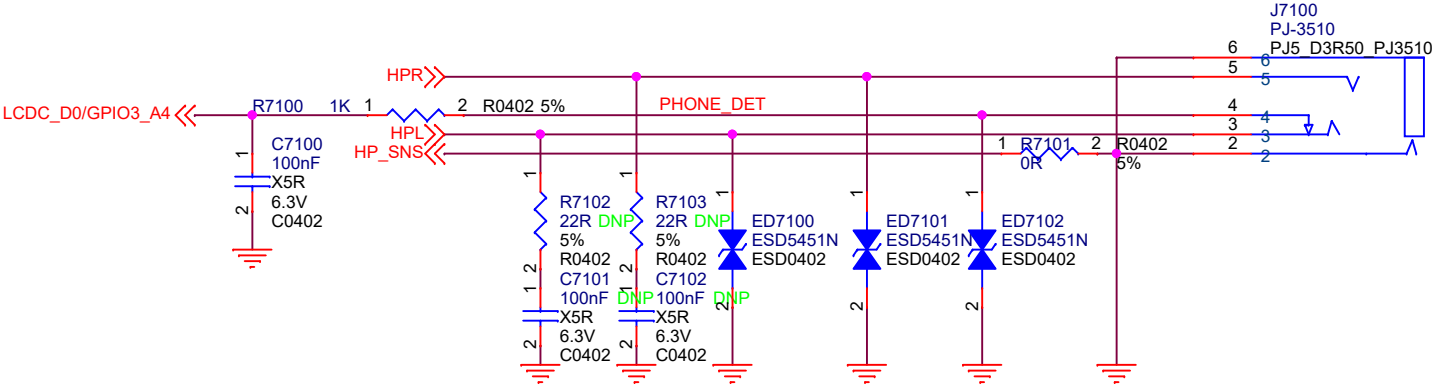 J7100
PJ-3510
PJ5_D3R50_PJ3510
6
6
HPR
5
5
LCDC_D0/GPIO3_A4
R7100 1K 1 2 R0402 5%
PHONE_DET
4
4
HPL
3
3
HP_SNS
1 R7101 2 R0402
0R 5%
2
2
C7100
100nF
X5R
6.3V
C0402
1
2
R7102
22R DNP
5%
R0402
1
2
C7101
100nF DNP
X5R
6.3V
C0402
1
2
R7103
22R DNP
5%
R0402
1
2
C7102
100nF DNP
X5R
6.3V
C0402
1
2
ED7100
ESD5451N
ESD0402
1
2
ED7101
ESD5451N
ESD0402
1
2
ED7102
ESD5451N
ESD0402
1
2